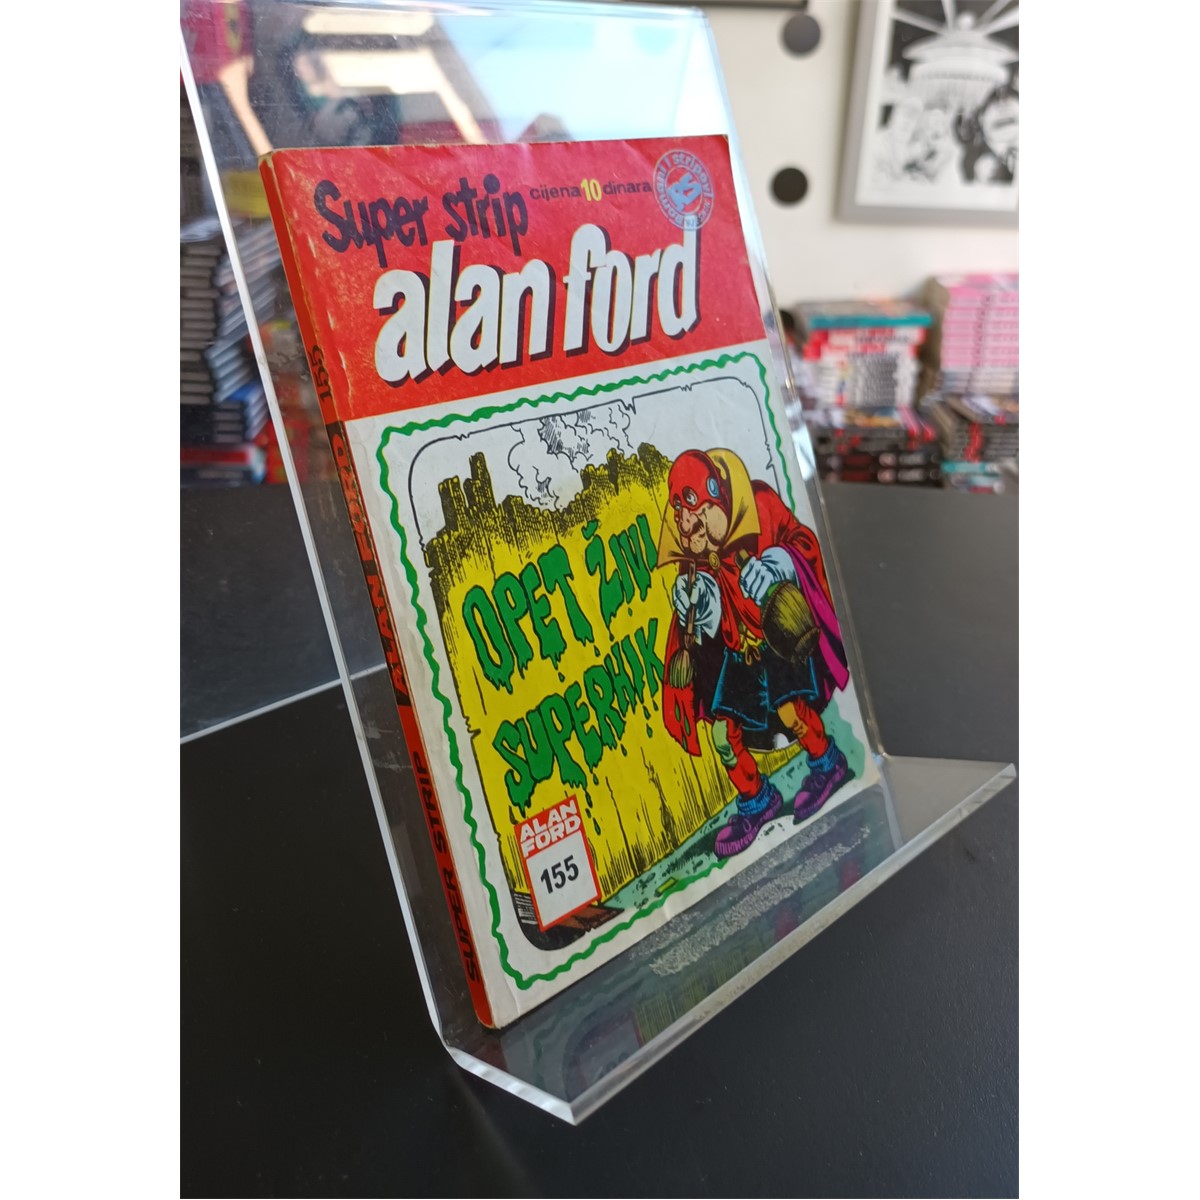 Super strip
cijena 10 dinara
alan ford
OPET ŽIVI
SUPERHIK
ALAN
FORD
155
155 ALAN FORD SUPER STRIP